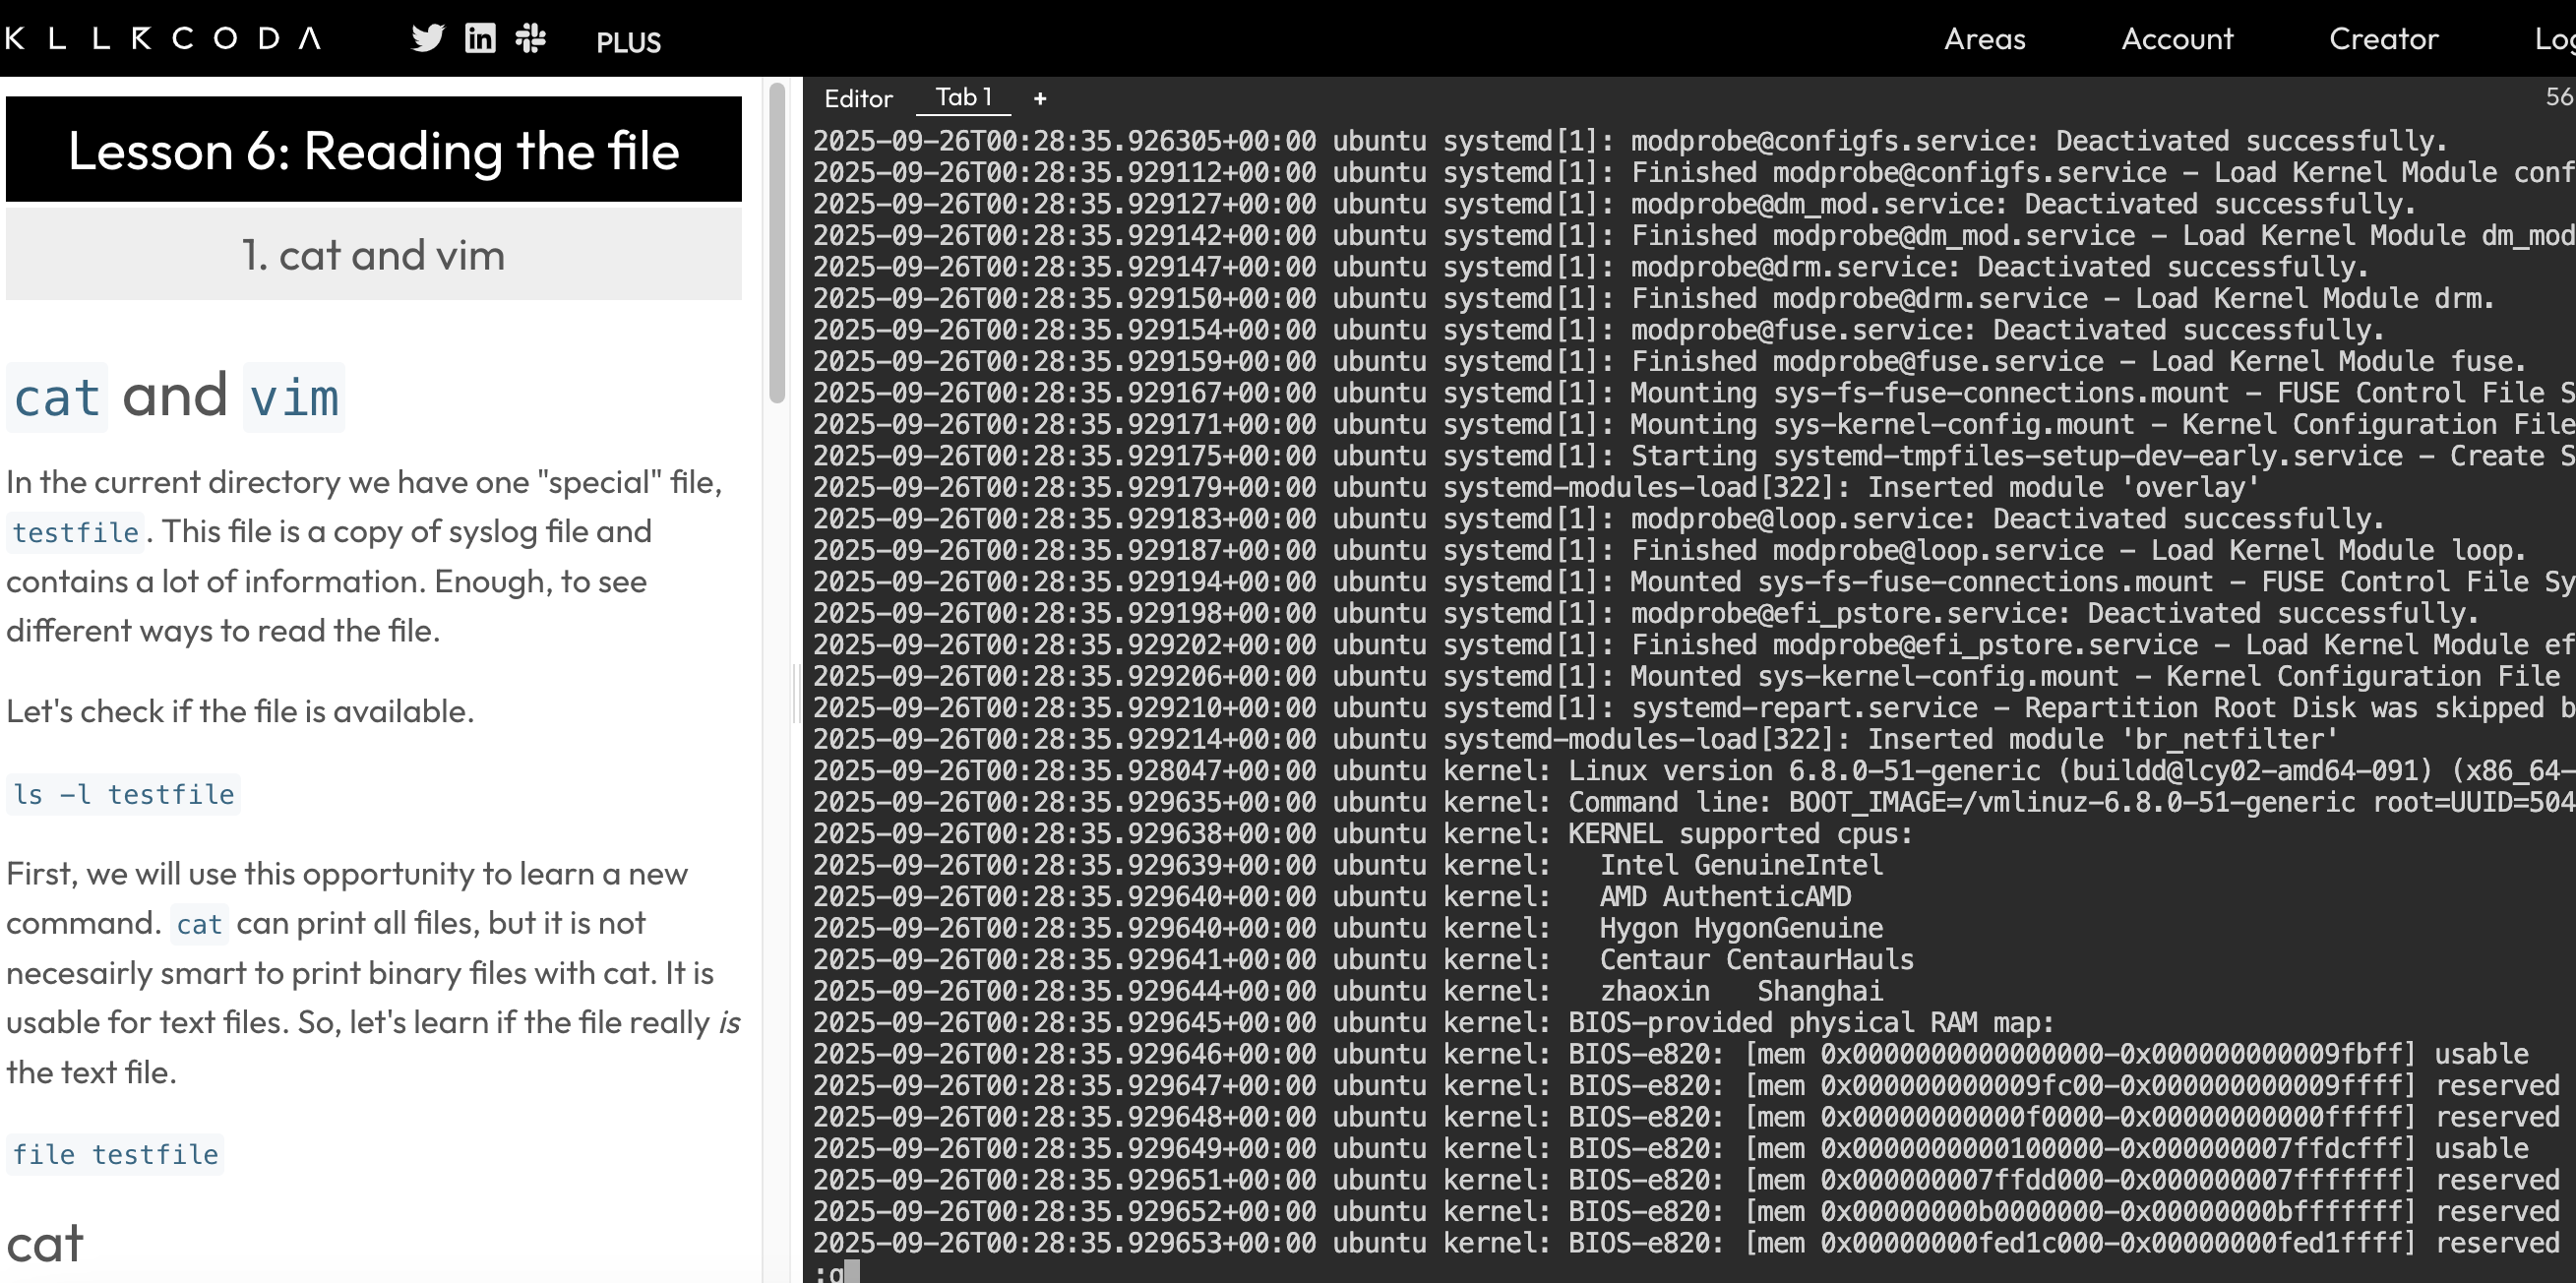 KLLRCODA PLUS Areas Account Creator
Lesson 6: Reading the file
1. cat and vim
cat and vim
In the current directory we have one "special" file,
testfile. This file is a copy of syslog file and
contains a lot of information. Enough, to see
different ways to read the file.
Let's check if the file is available.
ls -l testfile
First, we will use this opportunity to learn a new
command. cat can print all files, but it is not
necesairly smart to print binary files with cat. It is
usable for text files. So, let's learn if the file really is
the text file.
file testfile
cat
Editor Tab 1 + 56
2025-09-26T00:28:35.926305+00:00 ubuntu systemd[1]: modprobe@configfs.service: Deactivated successfully.
2025-09-26T00:28:35.929112+00:00 ubuntu systemd[1]: Finished modprobe@configfs.service - Load Kernel Module conf
2025-09-26T00:28:35.929127+00:00 ubuntu systemd[1]: modprobe@dm_mod.service: Deactivated successfully.
2025-09-26T00:28:35.929142+00:00 ubuntu systemd[1]: Finished modprobe@dm_mod.service - Load Kernel Module dm_mod
2025-09-26T00:28:35.929147+00:00 ubuntu systemd[1]: modprobe@drm.service: Deactivated successfully.
2025-09-26T00:28:35.929150+00:00 ubuntu systemd[1]: Finished modprobe@drm.service - Load Kernel Module drm.
2025-09-26T00:28:35.929154+00:00 ubuntu systemd[1]: modprobe@fuse.service: Deactivated successfully.
2025-09-26T00:28:35.929159+00:00 ubuntu systemd[1]: Finished modprobe@fuse.service - Load Kernel Module fuse.
2025-09-26T00:28:35.929167+00:00 ubuntu systemd[1]: Mounting sys-fs-fuse-connections.mount - FUSE Control File S
2025-09-26T00:28:35.929171+00:00 ubuntu systemd[1]: Mounting sys-kernel-config.mount - Kernel Configuration File
2025-09-26T00:28:35.929175+00:00 ubuntu systemd[1]: Starting systemd-tmpfiles-setup-dev-early.service - Create S
2025-09-26T00:28:35.929179+00:00 ubuntu systemd-modules-load[322]: Inserted module 'overlay'
2025-09-26T00:28:35.929183+00:00 ubuntu systemd[1]: modprobe@loop.service: Deactivated successfully.
2025-09-26T00:28:35.929187+00:00 ubuntu systemd[1]: Finished modprobe@loop.service - Load Kernel Module loop.
2025-09-26T00:28:35.929194+00:00 ubuntu systemd[1]: Mounted sys-fs-fuse-connections.mount - FUSE Control File Sy
2025-09-26T00:28:35.929198+00:00 ubuntu systemd[1]: modprobe@efi_pstore.service: Deactivated successfully.
2025-09-26T00:28:35.929202+00:00 ubuntu systemd[1]: Finished modprobe@efi_pstore.service - Load Kernel Module ef
2025-09-26T00:28:35.929206+00:00 ubuntu systemd[1]: Mounted sys-kernel-config.mount - Kernel Configuration File
2025-09-26T00:28:35.929210+00:00 ubuntu systemd[1]: systemd-repart.service - Repartition Root Disk was skipped b
2025-09-26T00:28:35.929214+00:00 ubuntu systemd-modules-load[322]: Inserted module 'br_netfilter'
2025-09-26T00:28:35.928047+00:00 ubuntu kernel: Linux version 6.8.0-51-generic (buildd@lcy02-amd64-091) (x86_64-
2025-09-26T00:28:35.929635+00:00 ubuntu kernel: Command line: BOOT_IMAGE=/vmlinuz-6.8.0-51-generic root=UUID=504
2025-09-26T00:28:35.929638+00:00 ubuntu kernel: KERNEL supported cpus:
2025-09-26T00:28:35.929639+00:00 ubuntu kernel:   Intel GenuineIntel
2025-09-26T00:28:35.929640+00:00 ubuntu kernel:   AMD AuthenticAMD
2025-09-26T00:28:35.929640+00:00 ubuntu kernel:   Hygon HygonGenuine
2025-09-26T00:28:35.929641+00:00 ubuntu kernel:   Centaur CentaurHauls
2025-09-26T00:28:35.929644+00:00 ubuntu kernel:   zhaoxin   Shanghai
2025-09-26T00:28:35.929645+00:00 ubuntu kernel: BIOS-provided physical RAM map:
2025-09-26T00:28:35.929646+00:00 ubuntu kernel: BIOS-e820: [mem 0x0000000000000000-0x000000000009fbff] usable
2025-09-26T00:28:35.929647+00:00 ubuntu kernel: BIOS-e820: [mem 0x000000000009fc00-0x000000000009ffff] reserved
2025-09-26T00:28:35.929648+00:00 ubuntu kernel: BIOS-e820: [mem 0x00000000000f0000-0x00000000000fffff] reserved
2025-09-26T00:28:35.929649+00:00 ubuntu kernel: BIOS-e820: [mem 0x0000000000100000-0x000000007ffdcfff] usable
2025-09-26T00:28:35.929651+00:00 ubuntu kernel: BIOS-e820: [mem 0x000000007ffdd000-0x000000007fffffff] reserved
2025-09-26T00:28:35.929652+00:00 ubuntu kernel: BIOS-e820: [mem 0x00000000b0000000-0x00000000bfffffff] reserved
2025-09-26T00:28:35.929653+00:00 ubuntu kernel: BIOS-e820: [mem 0x00000000fed1c000-0x00000000fed1ffff] reserved
:q